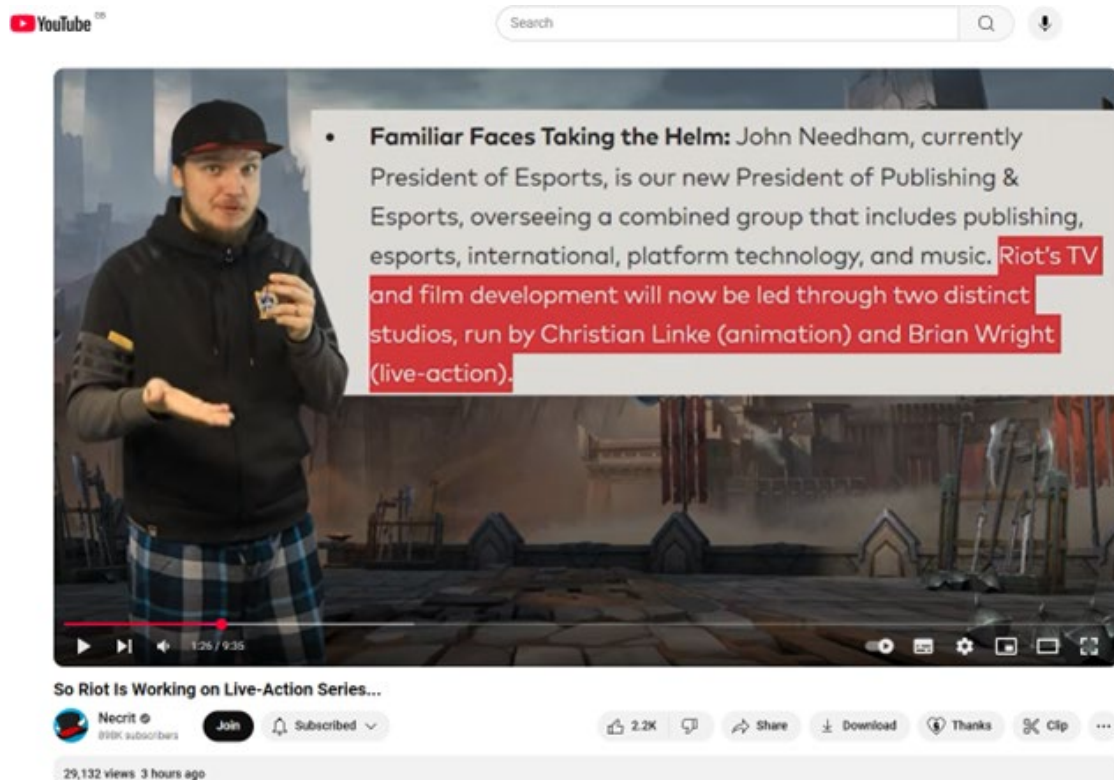 YouTube GB
Search
• Familiar Faces Taking the Helm: John Needham, currently
President of Esports, is our new President of Publishing &
Esports, overseeing a combined group that includes publishing,
esports, international, platform technology, and music. Riot's TV
and film development will now be led through two distinct
studios, run by Christian Linke (animation) and Brian Wright
(live-action).
1:26 / 9:35
So Riot Is Working on Live-Action Series...
Necrit
Join
Subscribed
2.2K
Share
Download
Thanks
Clip
898K subscribers
29,132 views 3 hours ago